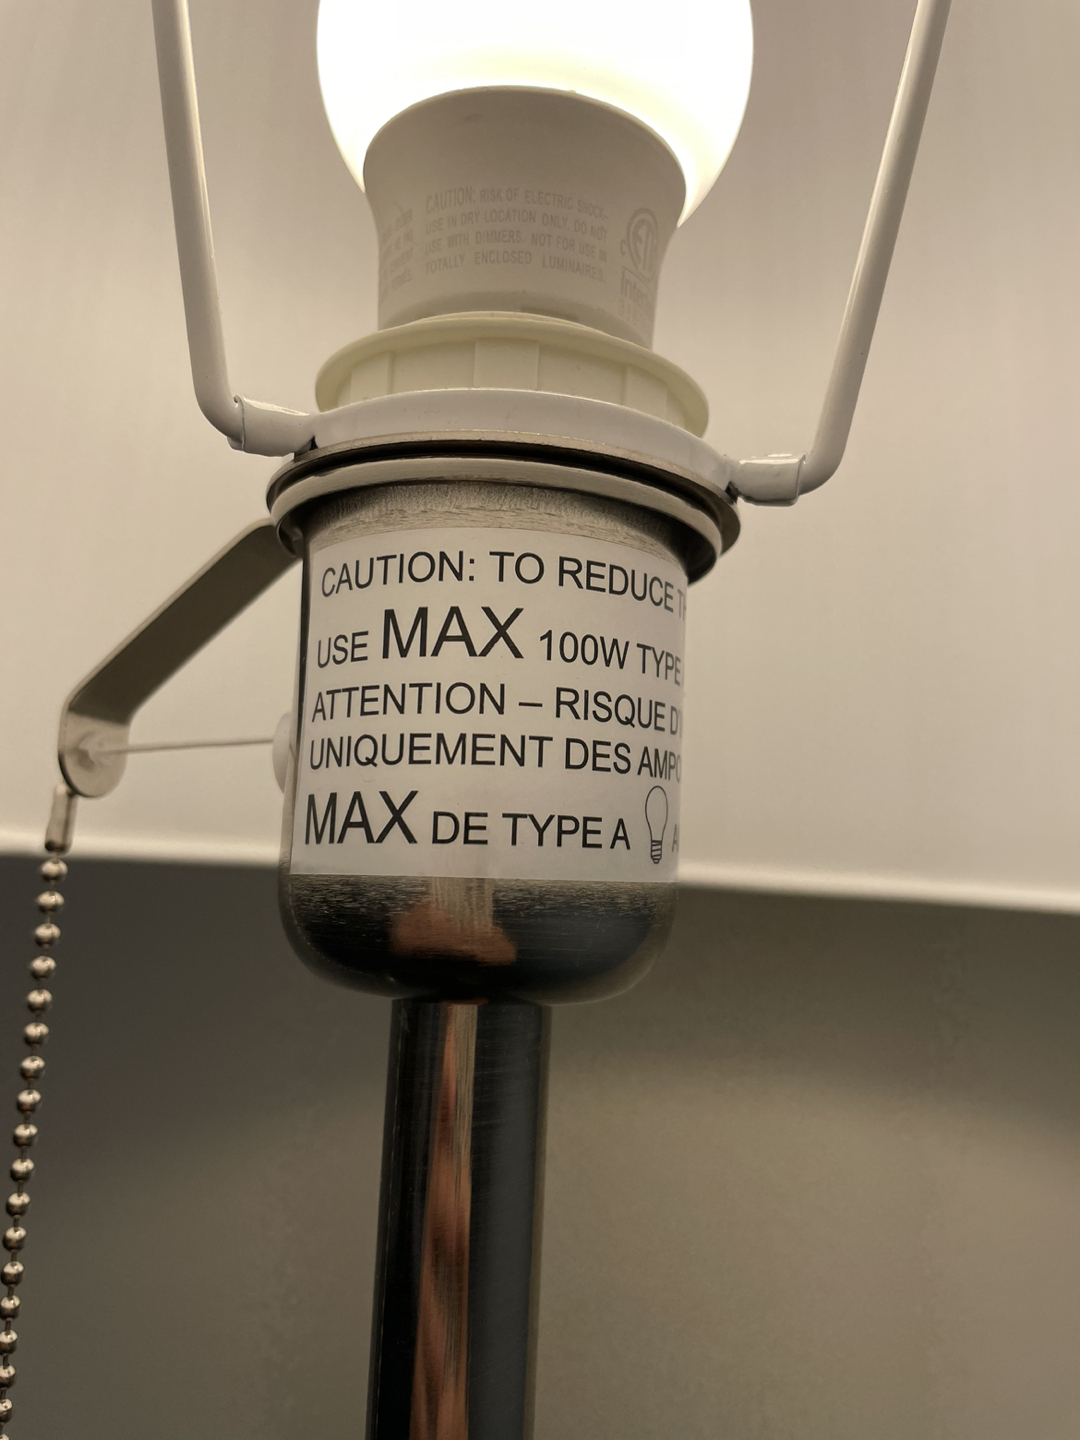 CAUTION: RISK OF ELECTRIC SHOCK-
USE IN DRY LOCATION ONLY. DO NOT
USE WITH DIMMERS. NOT FOR USE IN
TOTALLY ENCLOSED LUMINAIRES.
CAUTION: TO REDUCE
USE MAX 100W TYPE
ATTENTION – RISQUE
UNIQUEMENT DES
MAX DE TYPE A